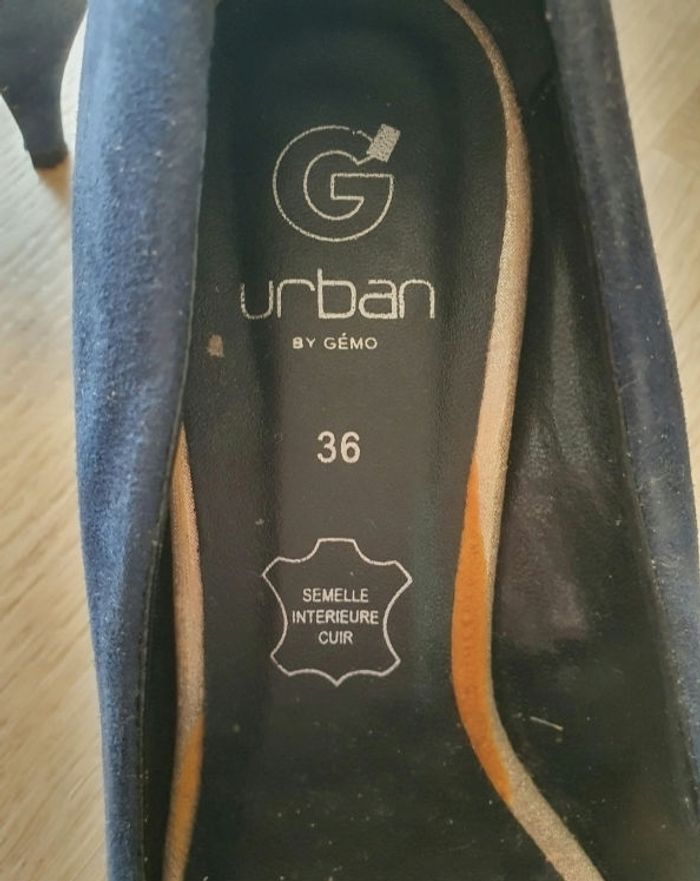 G
urban
BY GÉMO
36
SEMELLE
INTERIEURE
CUIR